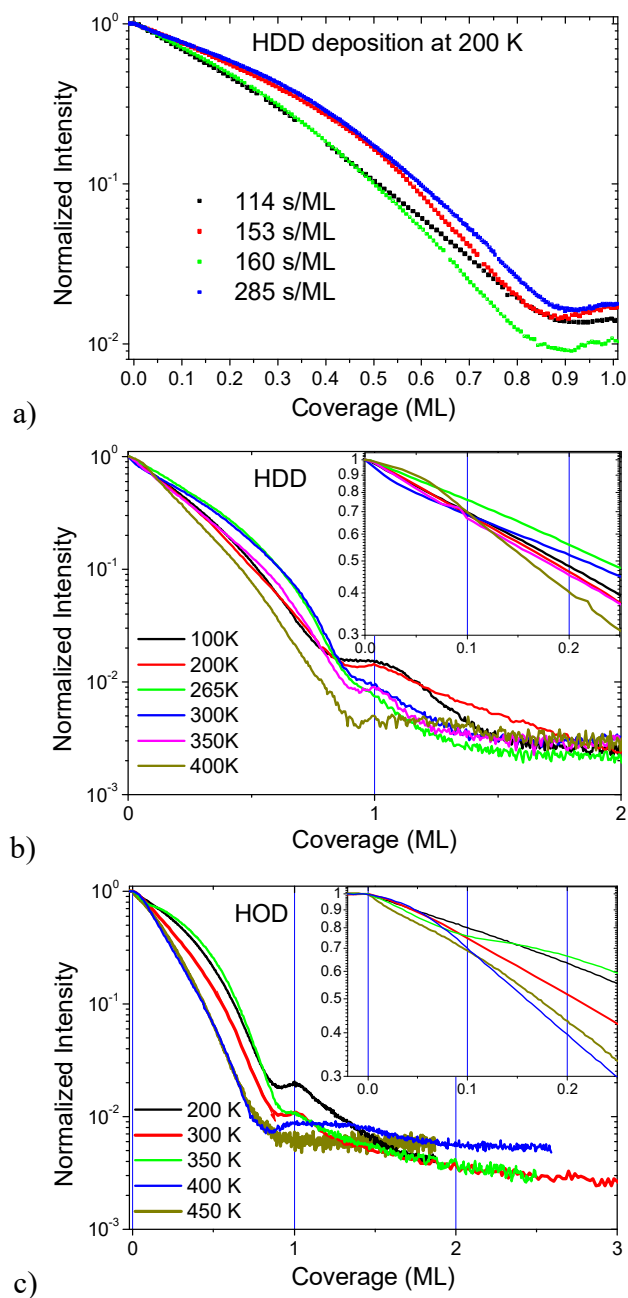 HDD deposition at 200 K
Normalized Intensity
10⁰
10⁻¹
10⁻²
114 s/ML
153 s/ML
160 s/ML
285 s/ML
0.0 0.1 0.2 0.3 0.4 0.5 0.6 0.7 0.8 0.9 1.0
Coverage (ML)
a)
HDD
Normalized Intensity
10⁰
10⁻¹
10⁻²
10⁻³
100K
200K
265K
300K
350K
400K
1
0.9
0.8
0.7
0.6
0.5
0.4
0.3
0.0 0.1 0.2
0 1 2
Coverage (ML)
b)
HOD
Normalized Intensity
10⁰
10⁻¹
10⁻²
10⁻³
200 K
300 K
350 K
400 K
450 K
1
0.9
0.8
0.7
0.6
0.5
0.4
0.3
0.0 0.1 0.2
0 1 2 3
Coverage (ML)
c)